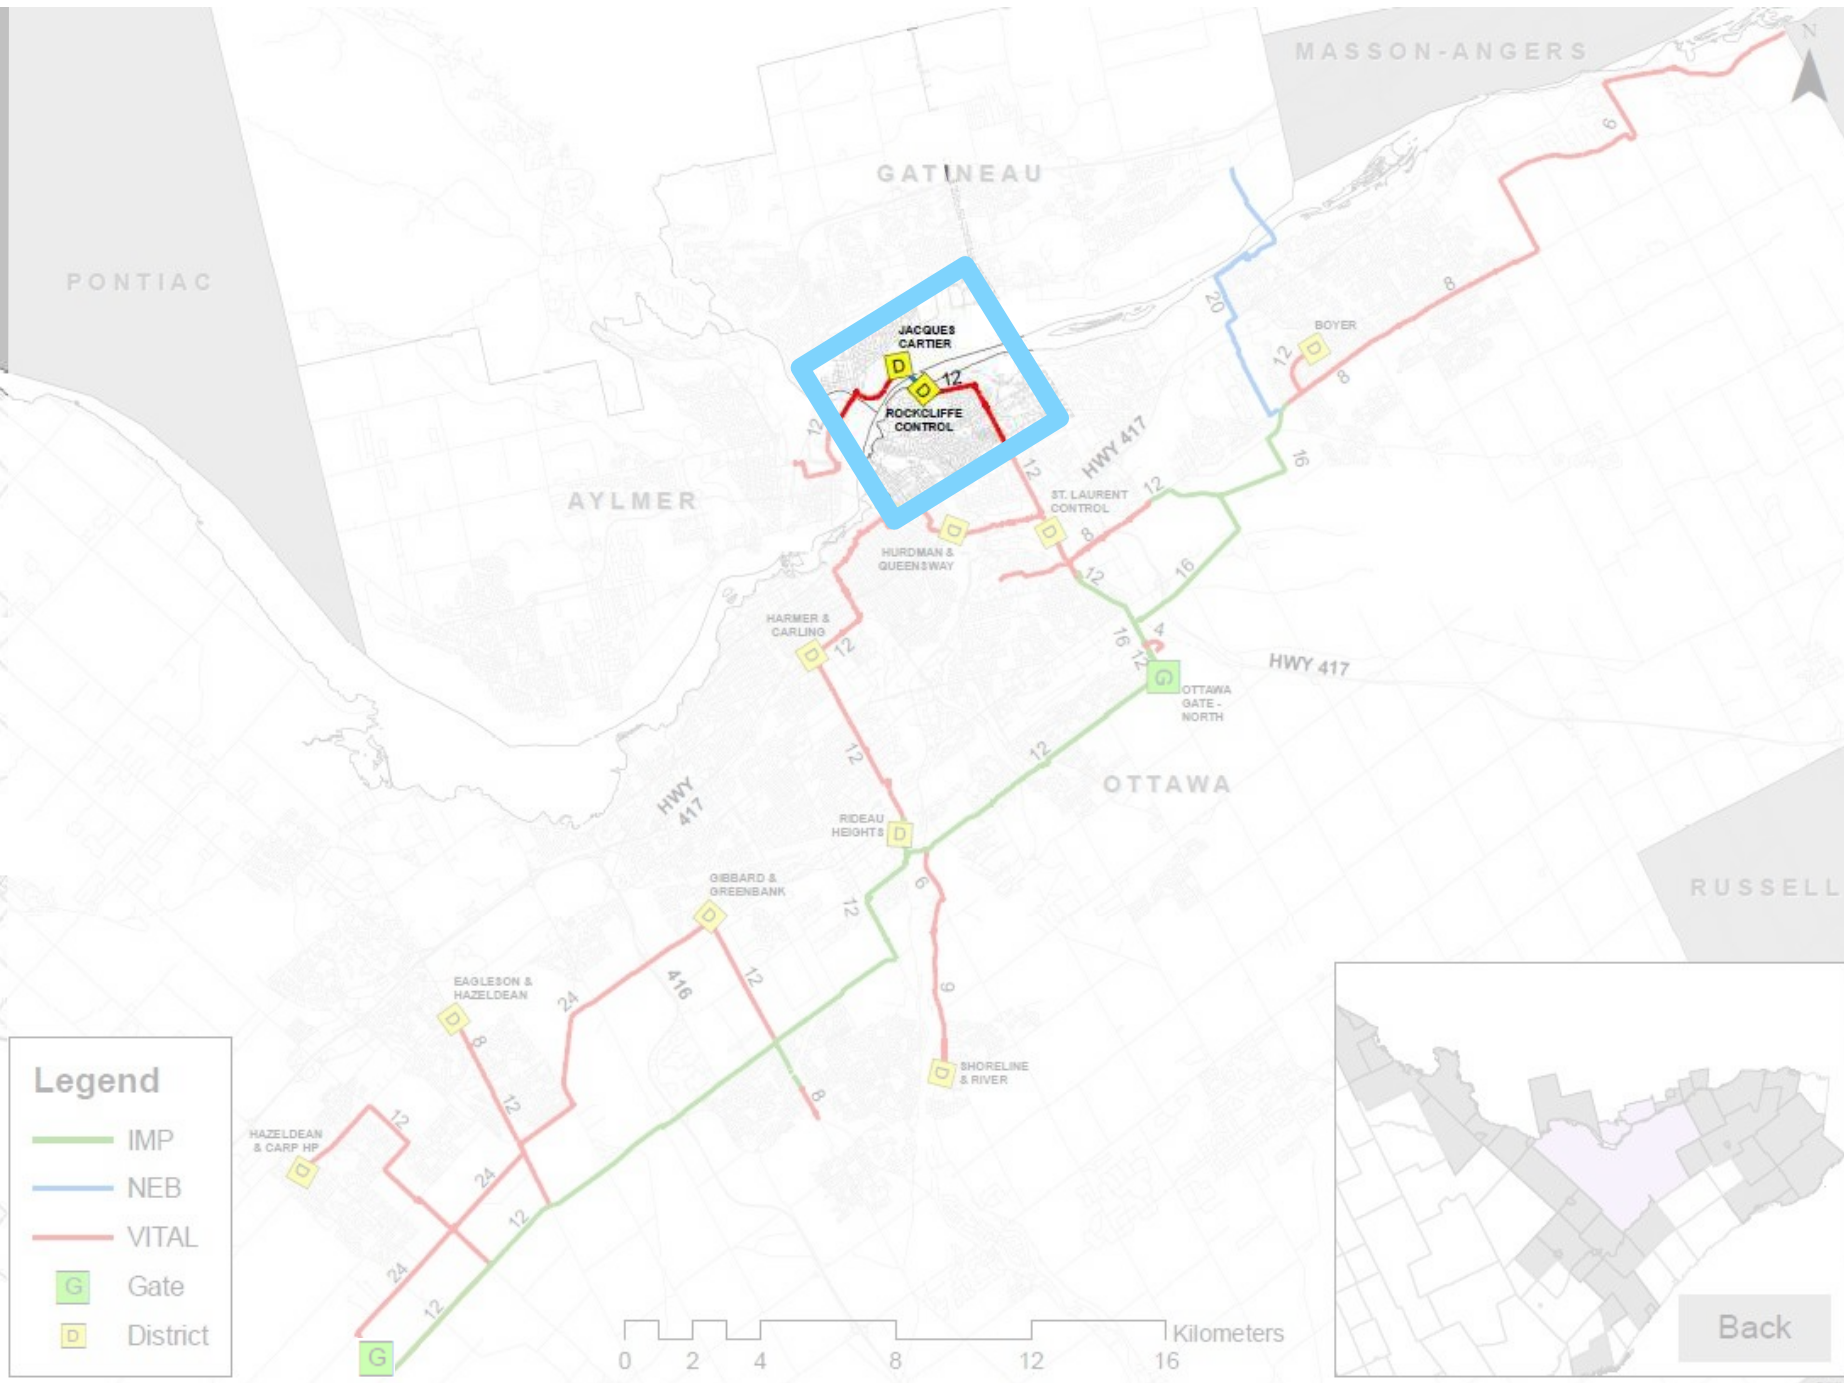 MASSON-ANGERS
N
GATINEAU
PONTIAC
6
8
20
BOYER
D
12
8
JACQUES
CARTIER
D
12
D
ROCKCLIFFE
CONTROL
12
12
HWY 417
16
AYLMER
12
ST. LAURENT
CONTROL
D
D
8
HURDMAN &
QUEENSWAY
16
12
HARMER &
CARLING
D
12
16
4
12
HWY 417
G
OTTAWA
GATE -
NORTH
12
12
OTTAWA
HWY
417
RIDEAU
HEIGHTS
D
GIBBARD &
GREENBANK
D
6
12
RUSSELL
416
12
24
6
EAGLESON &
HAZELDEAN
D
8
SHORELINE
& RIVER
D
8
12
12
HAZELDEAN
& CARP HP
D
24
12
24
12
G
Legend
IMP
NEB
VITAL
G Gate
D District
Kilometers
0 2 4 8 12 16
Back